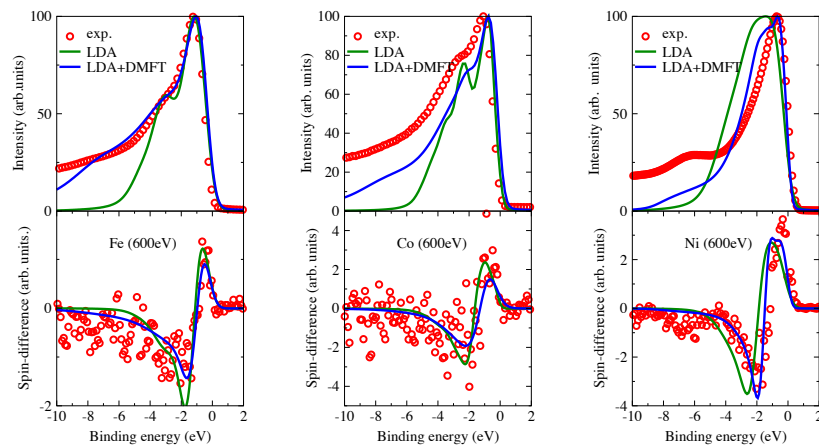 100
50
0
Intensity (arb.units)
exp.
LDA
LDA+DMFT
2
0
-2
Spin-difference (arb. units.)
Fe (600eV)
-10 -8 -6 -4 -2 0 2
Binding energy (eV)
100
80
60
40
20
0
Intensity (arb. units)
exp.
LDA
LDA+DMFT
4
2
0
-2
-4
Spin-difference (arb. units)
Co (600eV)
-10 -8 -6 -4 -2 0 2
Binding energy (eV)
100
50
0
Intensity (arb. units)
exp.
LDA
LDA+DMFT
2
0
-2
-4
Spin-difference (arb. units)
Ni (600eV)
-10 -8 -6 -4 -2 0 2
Binding energy (eV)